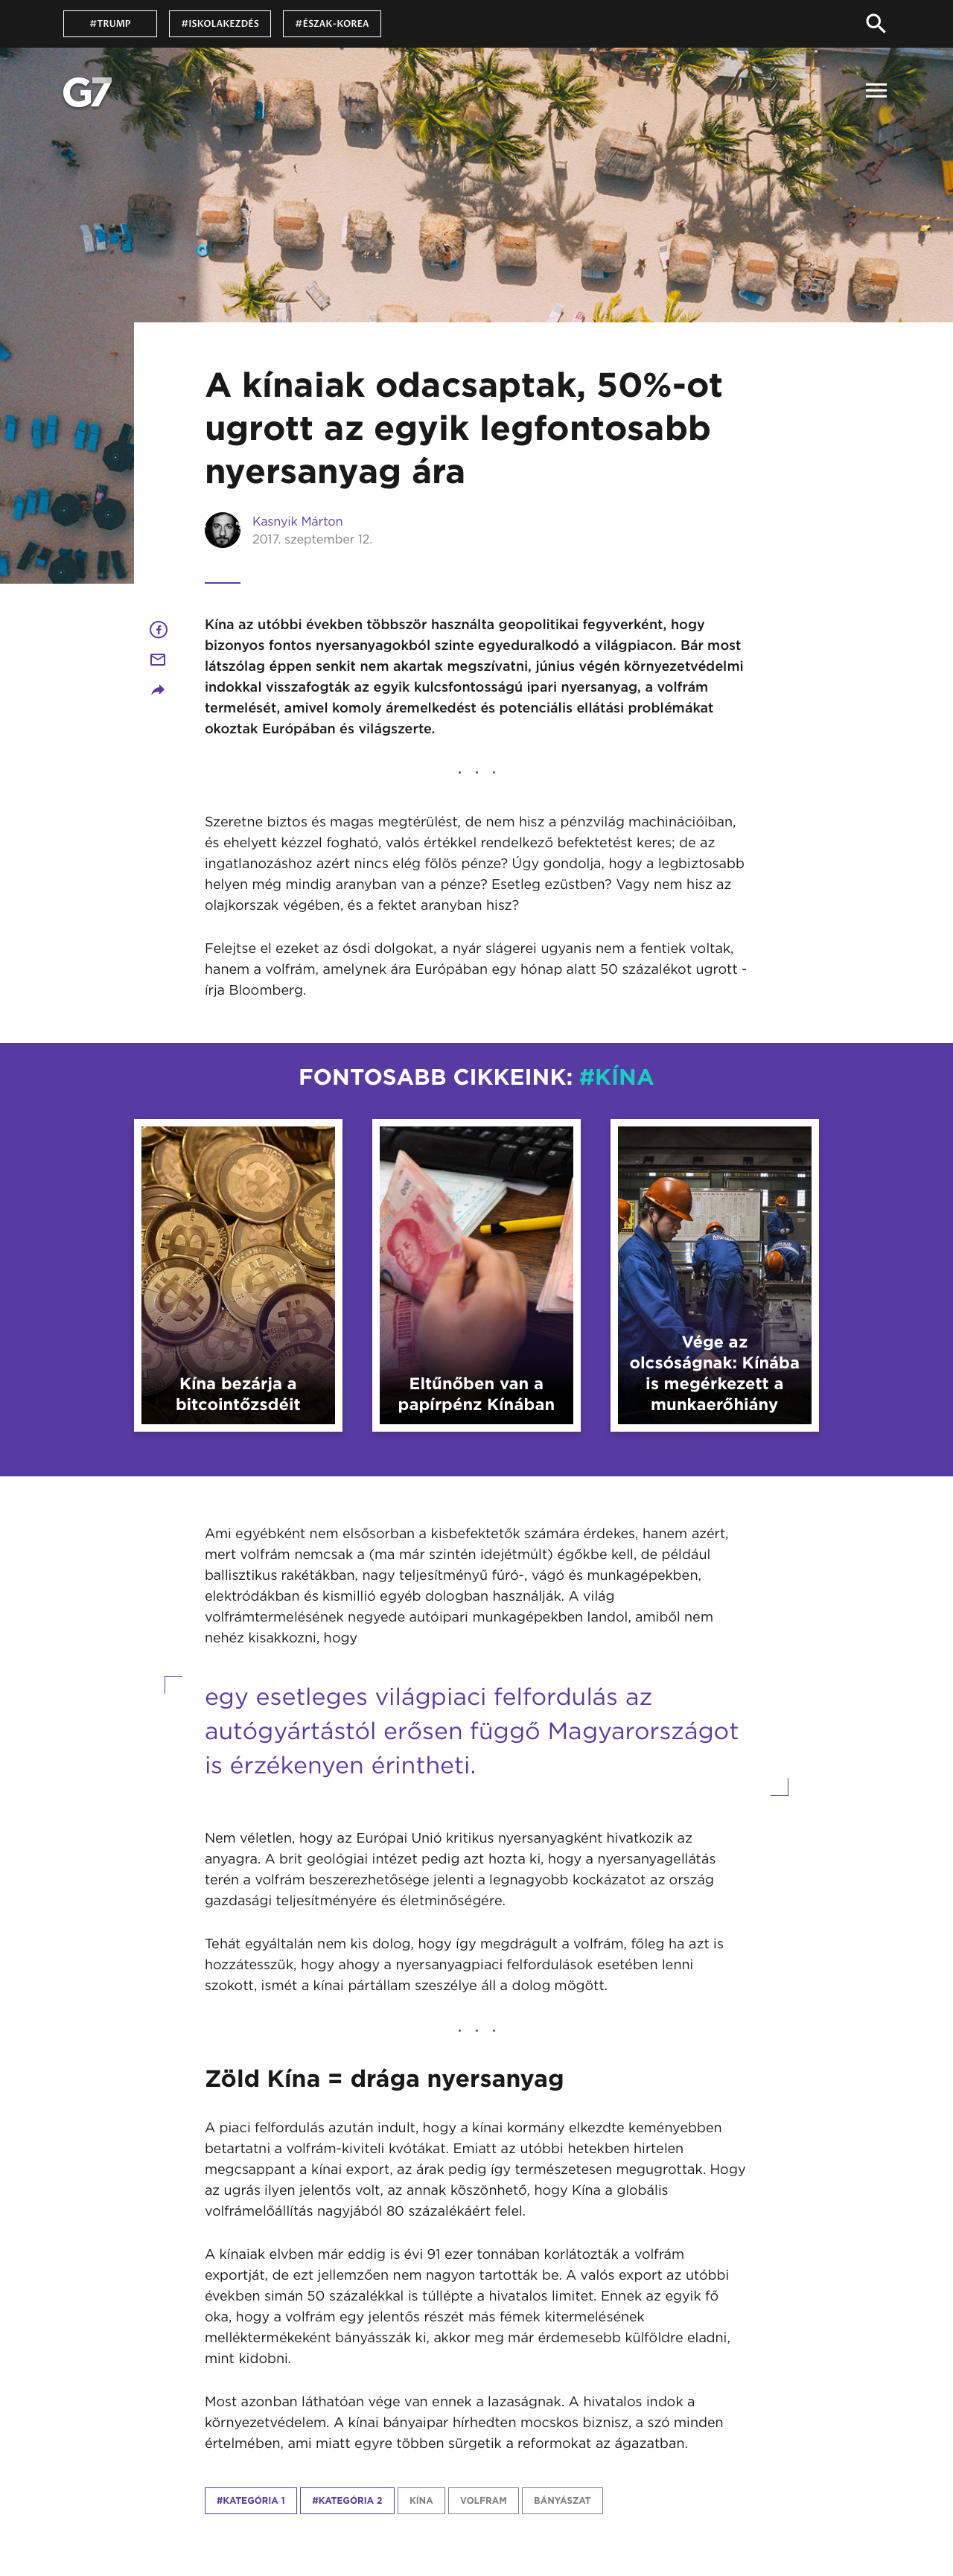 #TRUMP
#ISKOLAKEZDÉS
#ÉSZAK-KOREA
G7
A kínaiak odacsaptak, 50%-ot
ugrott az egyik legfontosabb
nyersanyag ára
Kasnyik Márton
2017. szeptember 12.
Kína az utóbbi években többször használta geopolitikai fegyverként, hogy
bizonyos fontos nyersanyagokból szinte egyeduralkodó a világpiacon. Bár most
látszólag éppen senkit nem akartak megszívatni, június végén környezetvédelmi
indokkal visszafogták az egyik kulcsfontosságú ipari nyersanyag, a volfrám
termelését, amivel komoly áremelkedést és potenciális ellátási problémákat
okoztak Európában és világszerte.
. . .
Szeretne biztos és magas megtérülést, de nem hisz a pénzvilág machinációiban,
és ehelyett kézzel fogható, valós értékkel rendelkező befektetést keres; de az
ingatlanozáshoz azért nincs elég fölös pénze? Úgy gondolja, hogy a legbiztosabb
helyen még mindig aranyban van a pénze? Esetleg ezüstben? Vagy nem hisz az
olajkorszak végében, és a fektet aranyban hisz?
Felejtse el ezeket az ósdi dolgokat, a nyár slágerei ugyanis nem a fentiek voltak,
hanem a volfrám, amelynek ára Európában egy hónap alatt 50 százalékot ugrott -
írja Bloomberg.
FONTOSABB CIKKEINK: #KÍNA
Kína bezárja a
bitcointőzsdéit
Eltűnőben van a
papírpénz Kínában
Vége az
olcsóságnak: Kínába
is megérkezett a
munkaerőhiány
Ami egyébként nem elsősorban a kisbefektetők számára érdekes, hanem azért,
mert volfrám nemcsak a (ma már szintén idejétmúlt) égőkbe kell, de például
ballisztikus rakétákban, nagy teljesítményű fúró-, vágó és munkagépekben,
elektródákban és kismillió egyéb dologban használják. A világ
volfrámtermelésének negyede autóipari munkagépekben landol, amiből nem
nehéz kisakkozni, hogy
egy esetleges világpiaci felfordulás az
autógyártástól erősen függő Magyarországot
is érzékenyen érintheti.
Nem véletlen, hogy az Európai Unió kritikus nyersanyagként hivatkozik az
anyagra. A brit geológiai intézet pedig azt hozta ki, hogy a nyersanyagellátás
terén a volfrám beszerezhetősége jelenti a legnagyobb kockázatot az ország
gazdasági teljesítményére és életminőségére.
Tehát egyáltalán nem kis dolog, hogy így megdrágult a volfrám, főleg ha azt is
hozzátesszük, hogy ahogy a nyersanyagpiaci felfordulások esetében lenni
szokott, ismét a kínai pártállam szeszélye áll a dolog mögött.
. . .
Zöld Kína = drága nyersanyag
A piaci felfordulás azután indult, hogy a kínai kormány elkezdte keményebben
betartatni a volfrám-kiviteli kvótákat. Emiatt az utóbbi hetekben hirtelen
megcsappant a kínai export, az árak pedig így természetesen megugrottak. Hogy
az ugrás ilyen jelentős volt, az annak köszönhető, hogy Kína a globális
volfrámelőállítás nagyjából 80 százalékáért felel.
A kínaiak elvben már eddig is évi 91 ezer tonnában korlátozták a volfrám
exportját, de ezt jellemzően nem nagyon tartották be. A valós export az utóbbi
években simán 50 százalékkal is túllépte a hivatalos limitet. Ennek az egyik fő
oka, hogy a volfrám egy jelentős részét más fémek kitermelésének
melléktermékeként bányásszák ki, akkor meg már érdemesebb külföldre eladni,
mint kidobni.
Most azonban láthatóan vége van ennek a lazaságnak. A hivatalos indok a
környezetvédelem. A kínai bányaipar hírhedten mocskos biznisz, a szó minden
értelmében, ami miatt egyre többen sürgetik a reformokat az ágazatban.
#KATEGÓRIA 1
#KATEGÓRIA 2
KÍNA
VOLFRAM
BÁNYÁSZAT